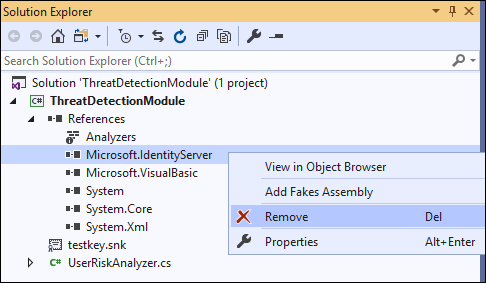 Solution Explorer
Search Solution Explorer (Ctrl+;)
Solution 'ThreatDetectionModule' (1 project)
C# ThreatDetectionModule
References
Analyzers
Microsoft.IdentityServer
Microsoft.VisualBasic
System
System.Core
System.Xml
testkey.snk
C# UserRiskAnalyzer.cs
View in Object Browser
Add Fakes Assembly
Remove Del
Properties Alt+Enter